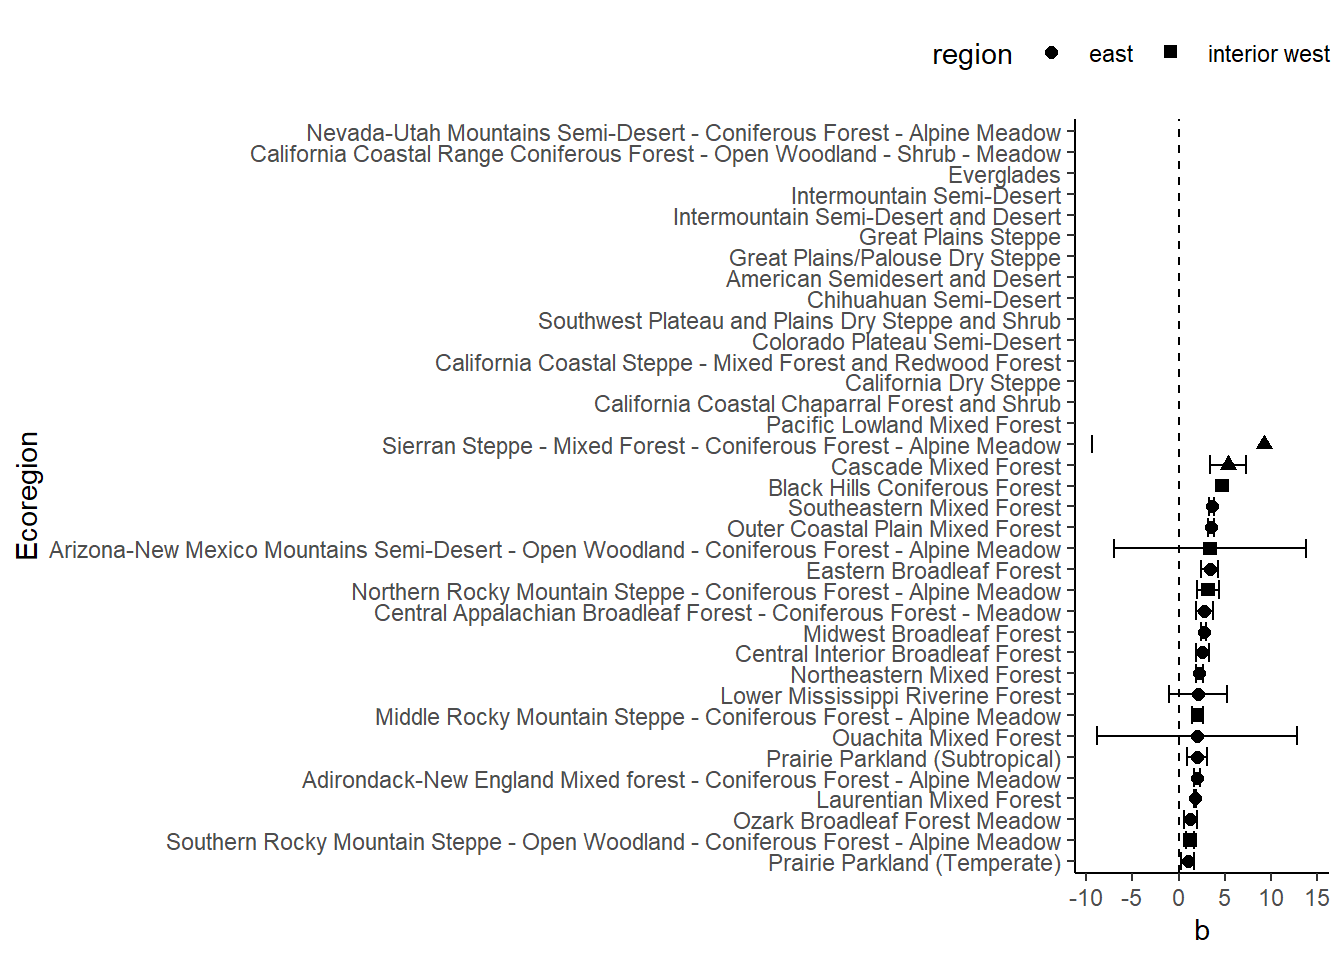 region east interior west
Nevada-Utah Mountains Semi-Desert - Coniferous Forest - Alpine Meadow
California Coastal Range Coniferous Forest - Open Woodland - Shrub - Meadow
Everglades
Intermountain Semi-Desert
Intermountain Semi-Desert and Desert
Great Plains Steppe
Great Plains/Palouse Dry Steppe
American Semidesert and Desert
Chihuahuan Semi-Desert
Southwest Plateau and Plains Dry Steppe and Shrub
Colorado Plateau Semi-Desert
California Coastal Steppe - Mixed Forest and Redwood Forest
California Dry Steppe
California Coastal Chaparral Forest and Shrub
Pacific Lowland Mixed Forest
Sierran Steppe - Mixed Forest - Coniferous Forest - Alpine Meadow
Cascade Mixed Forest
Black Hills Coniferous Forest
Southeastern Mixed Forest
Outer Coastal Plain Mixed Forest
Arizona-New Mexico Mountains Semi-Desert - Open Woodland - Coniferous Forest - Alpine Meadow
Eastern Broadleaf Forest
Northern Rocky Mountain Steppe - Coniferous Forest - Alpine Meadow
Central Appalachian Broadleaf Forest - Coniferous Forest - Meadow
Midwest Broadleaf Forest
Central Interior Broadleaf Forest
Northeastern Mixed Forest
Lower Mississippi Riverine Forest
Middle Rocky Mountain Steppe - Coniferous Forest - Alpine Meadow
Ouachita Mixed Forest
Prairie Parkland (Subtropical)
Adirondack-New England Mixed forest - Coniferous Forest - Alpine Meadow
Laurentian Mixed Forest
Ozark Broadleaf Forest Meadow
Southern Rocky Mountain Steppe - Open Woodland - Coniferous Forest - Alpine Meadow
Prairie Parkland (Temperate)
Ecoregion
-10 -5 0 5 10 15
b